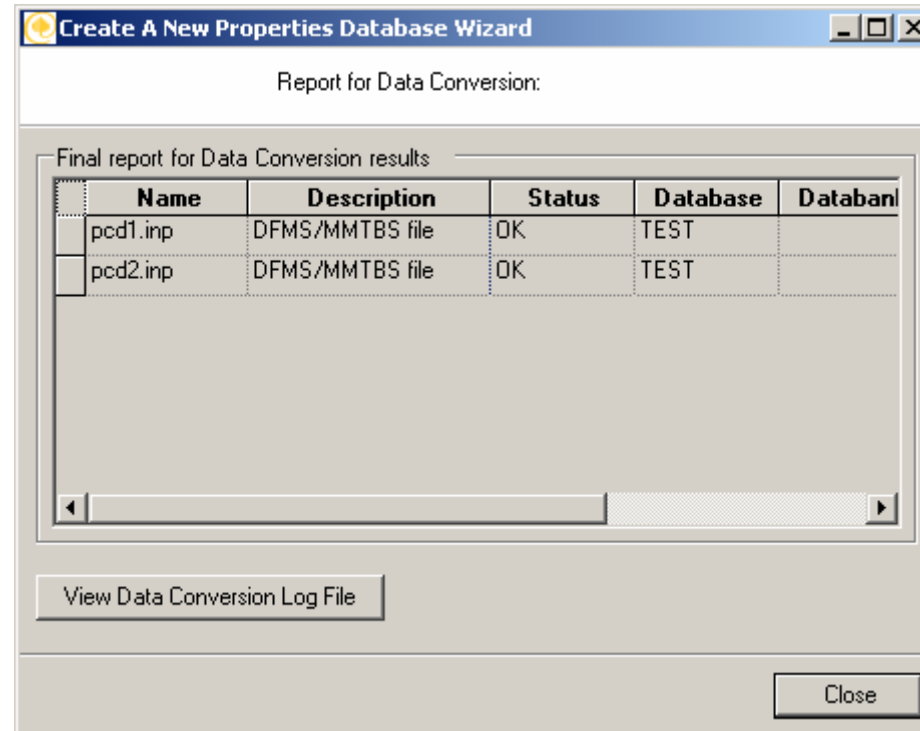 Create A New Properties Database Wizard
Report for Data Conversion:
Final report for Data Conversion results
Name Description Status Database Databank
pcd1.inp DFMS/MMTBS file OK TEST
pcd2.inp DFMS/MMTBS file OK TEST
View Data Conversion Log File
Close